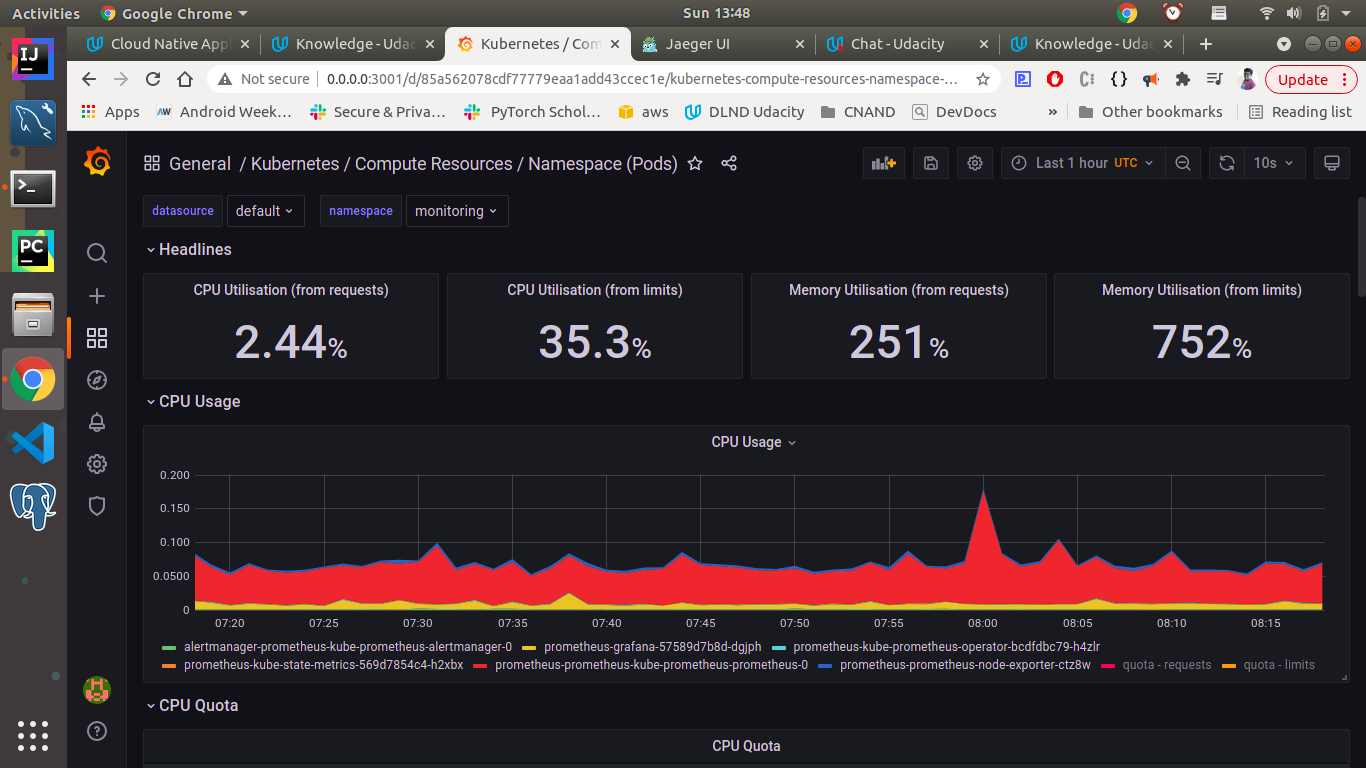 Activities Google Chrome Sun 13:48
Cloud Native App Knowledge - Udac Kubernetes / Com Jaeger UI Chat - Udacity Knowledge - Udac
Not secure 0.0.0.0:3001/d/85a562078cdf77779eaa1add43ccec1e/kubernetes-compute-resources-namespace-… Update
Apps AW Android Week… Secure & Priva… PyTorch Schol… aws DLND Udacity CNAND DevDocs » Other bookmarks Reading list
General / Kubernetes / Compute Resources / Namespace (Pods) Last 1 hour UTC 10s
datasource default namespace monitoring
Headlines
CPU Utilisation (from requests) CPU Utilisation (from limits) Memory Utilisation (from requests) Memory Utilisation (from limits)
2.44% 35.3% 251% 752%
CPU Usage
CPU Usage
0.200
0.150
0.100
0.0500
0
07:20 07:25 07:30 07:35 07:40 07:45 07:50 07:55 08:00 08:05 08:10 08:15
alertmanager-prometheus-kube-prometheus-alertmanager-0 prometheus-grafana-57589d7b8d-dgjph prometheus-kube-prometheus-operator-bcdfdbc79-h4zlr
prometheus-kube-state-metrics-569d7854c4-h2xbx prometheus-prometheus-kube-prometheus-prometheus-0 prometheus-prometheus-node-exporter-ctz8w quota - requests quota - limits
CPU Quota
CPU Quota
IJ
PC